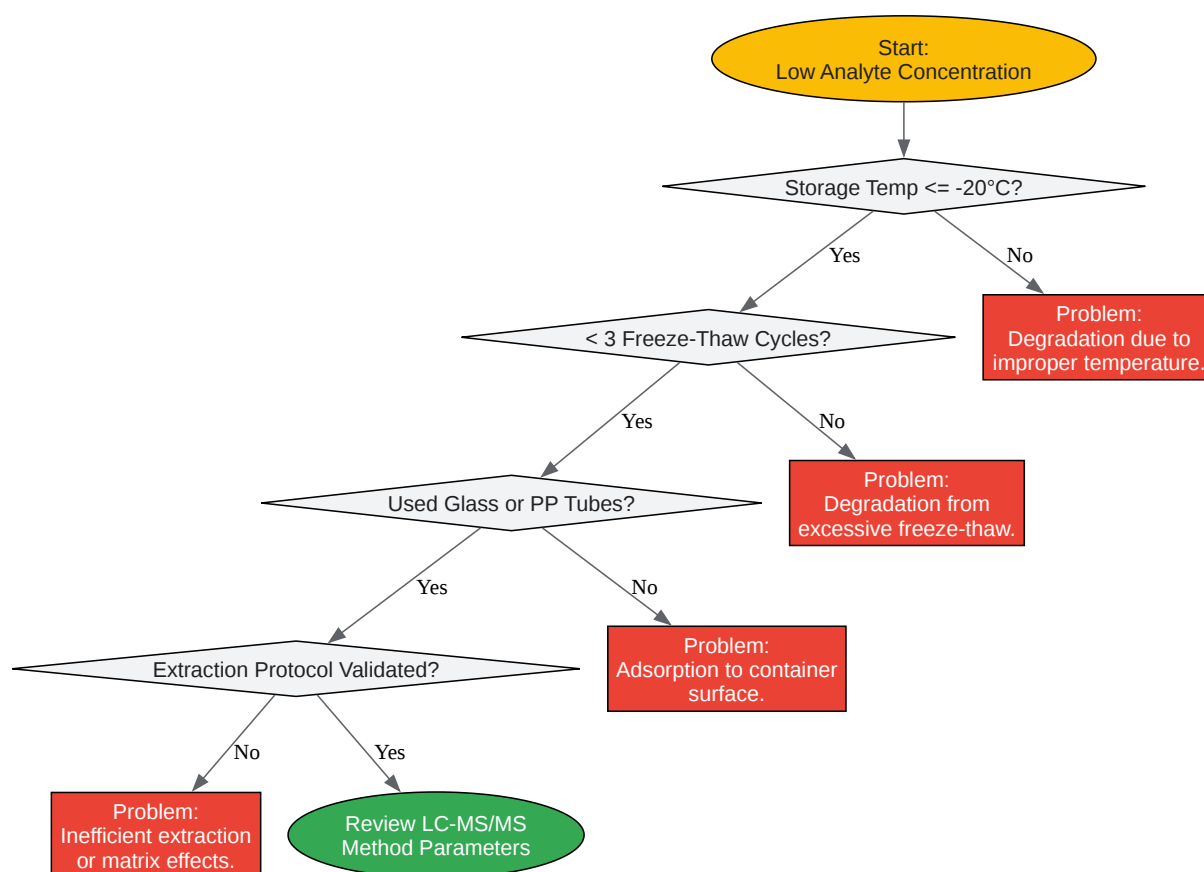 Start:
Low Analyte Concentration
Storage Temp <= -20°C?
Yes
No
Problem:
Degradation due to
improper temperature.
< 3 Freeze-Thaw Cycles?
Yes
No
Problem:
Degradation from
excessive freeze-thaw.
Used Glass or PP Tubes?
Yes
No
Problem:
Adsorption to container
surface.
Extraction Protocol Validated?
No
Yes
Problem:
Inefficient extraction
or matrix effects.
Review LC-MS/MS
Method Parameters